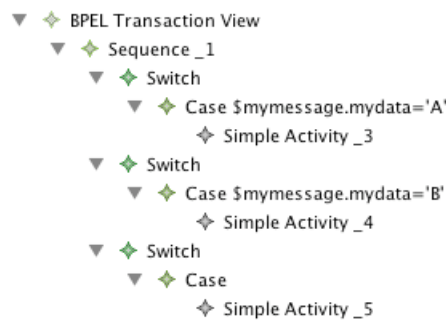 BPEL Transaction View
Sequence _1
Switch
Case $mymessage.mydata='A'
Simple Activity _3
Switch
Case $mymessage.mydata='B'
Simple Activity _4
Switch
Case
Simple Activity _5